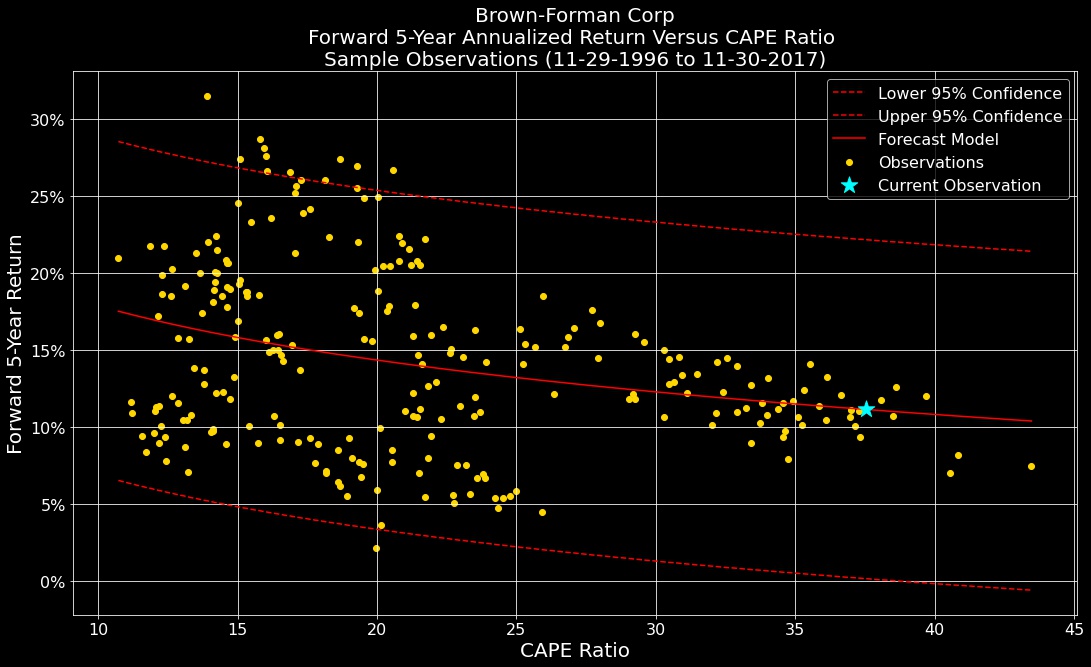 Brown-Forman Corp
Forward 5-Year Annualized Return Versus CAPE Ratio
Sample Observations (11-29-1996 to 11-30-2017)
Lower 95% Confidence
Upper 95% Confidence
Forecast Model
Observations
Current Observation
Forward 5-Year Return
30%
25%
20%
15%
10%
5%
0%
10 15 20 25 30 35 40 45
CAPE Ratio